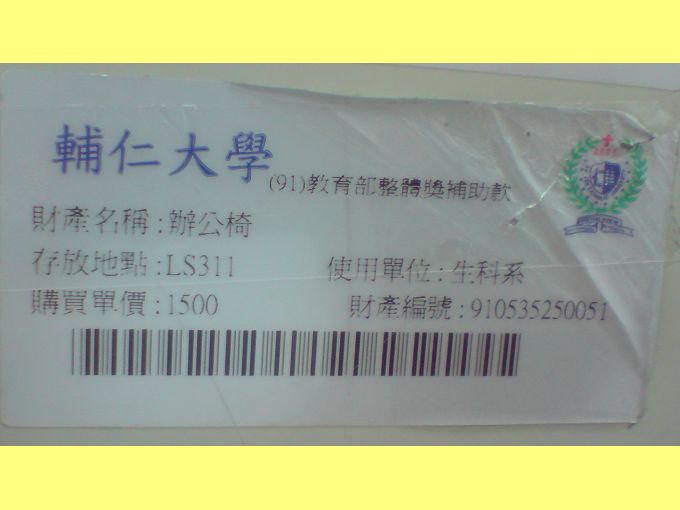 輔仁大學
(91)教育部整體獎補助款
財產名稱:辦公椅
存放地點:LS311 使用單位:生科系
購買單價:1500 財產編號:910535250051